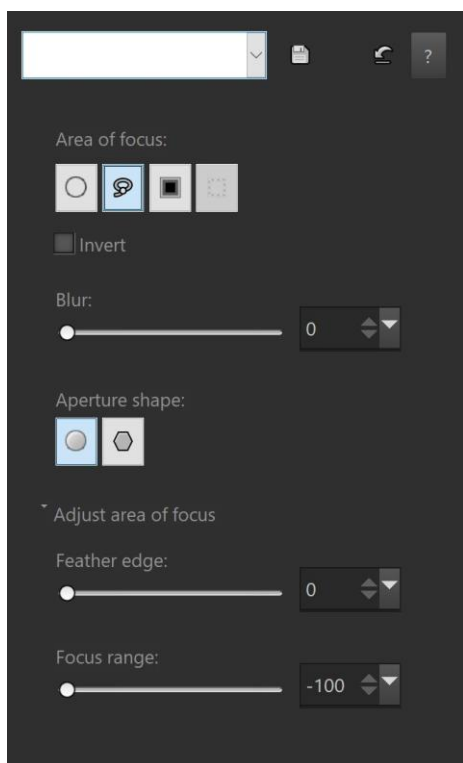 ?
Area of focus:
Invert
Blur:
0
Aperture shape:
Adjust area of focus
Feather edge:
0
Focus range:
-100